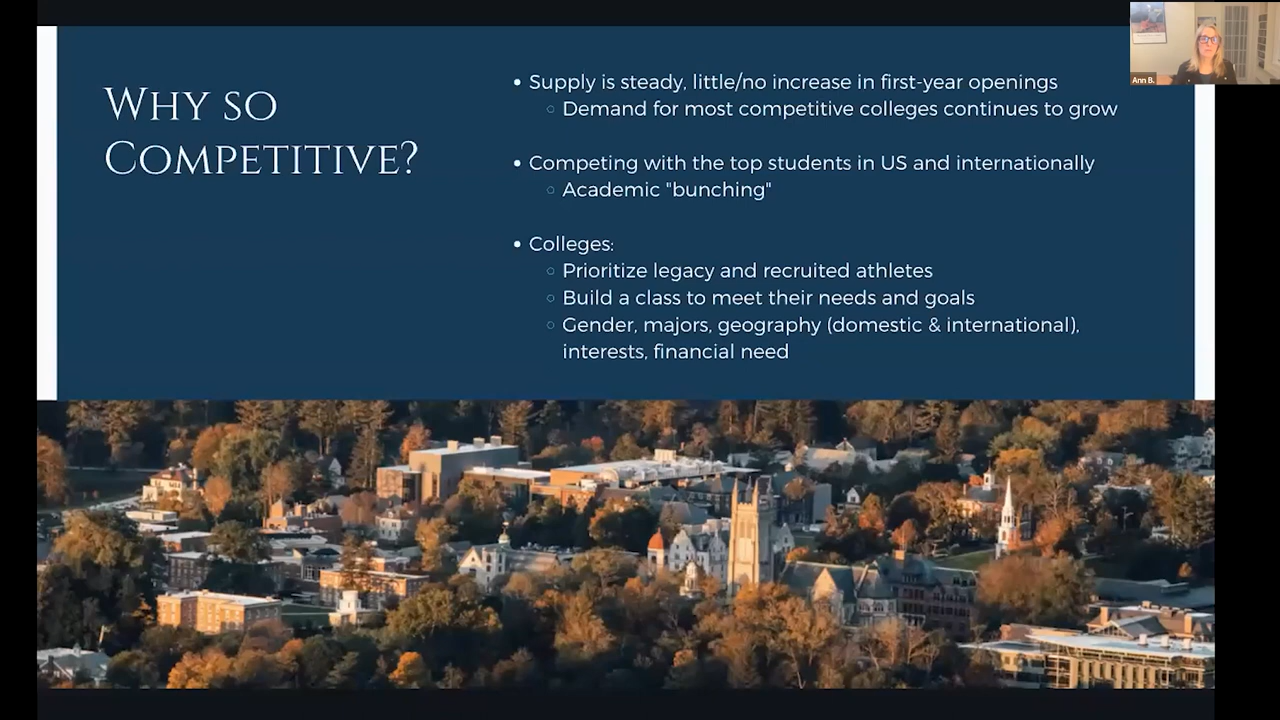 WHY SO
COMPETITIVE?
• Supply is steady, little/no increase in first-year openings
○ Demand for most competitive colleges continues to grow
• Competing with the top students in US and internationally
○ Academic "bunching"
• Colleges:
○ Prioritize legacy and recruited athletes
○ Build a class to meet their needs and goals
○ Gender, majors, geography (domestic & international),
interests, financial need
Ann B.